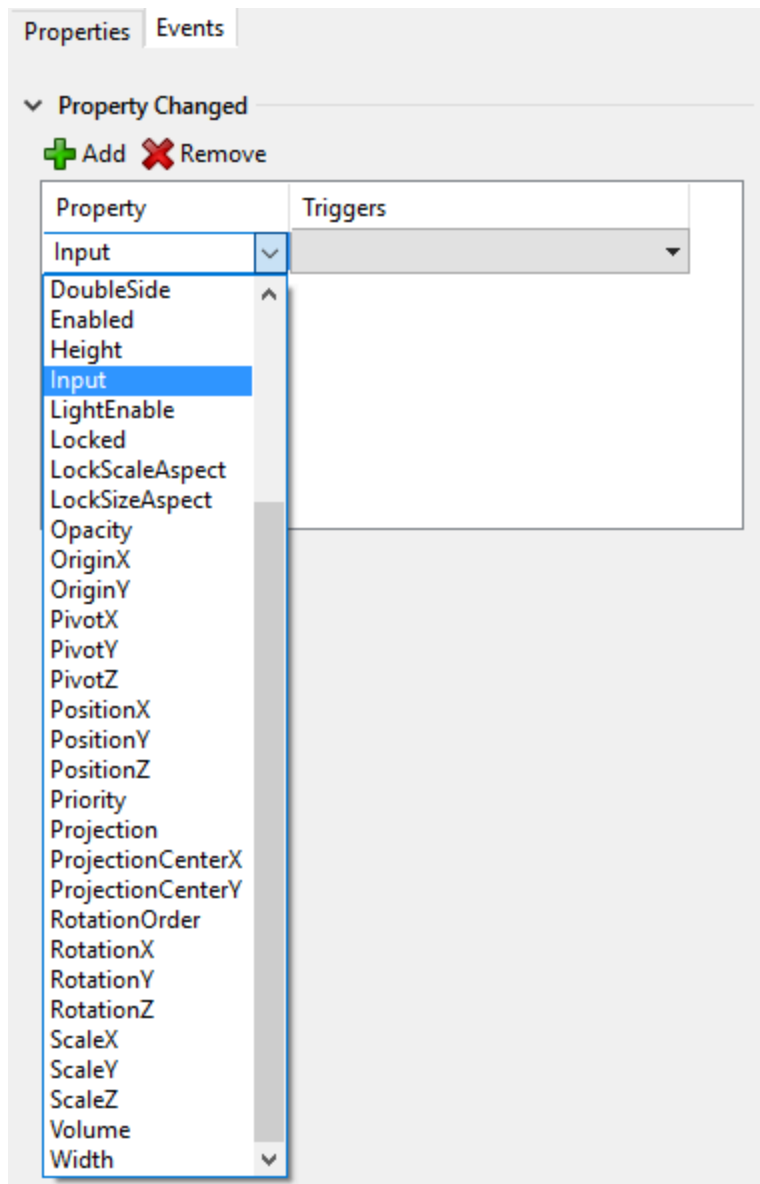 Properties Events
Property Changed
Add Remove
Property Triggers
Input
DoubleSide
Enabled
Height
Input
LightEnable
Locked
LockScaleAspect
LockSizeAspect
Opacity
OriginX
OriginY
PivotX
PivotY
PivotZ
PositionX
PositionY
PositionZ
Priority
Projection
ProjectionCenterX
ProjectionCenterY
RotationOrder
RotationX
RotationY
RotationZ
ScaleX
ScaleY
ScaleZ
Volume
Width